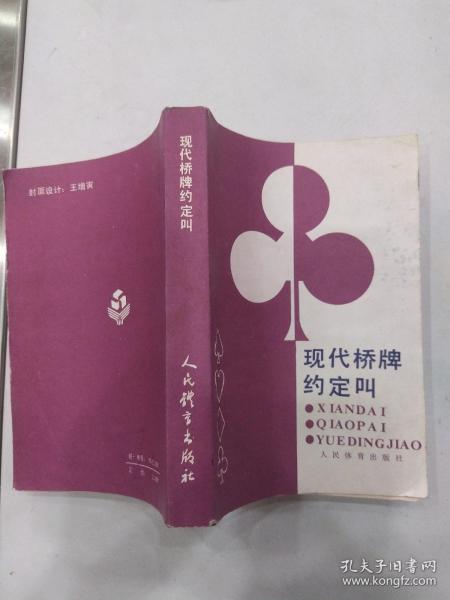 封面设计：王增寅
现代桥牌约定叫
人民體育出版社
现代桥牌
约定叫
●XIANDAI
●QIAOPAI
●YUEDINGJIAO
人民体育出版社
孔夫子旧书网
www.kongfz.com